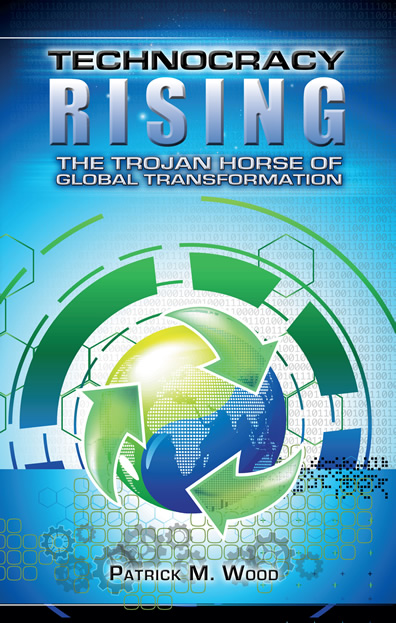 TECHNOCRACY
RISING
THE TROJAN HORSE OF
GLOBAL TRANSFORMATION
PATRICK M. WOOD